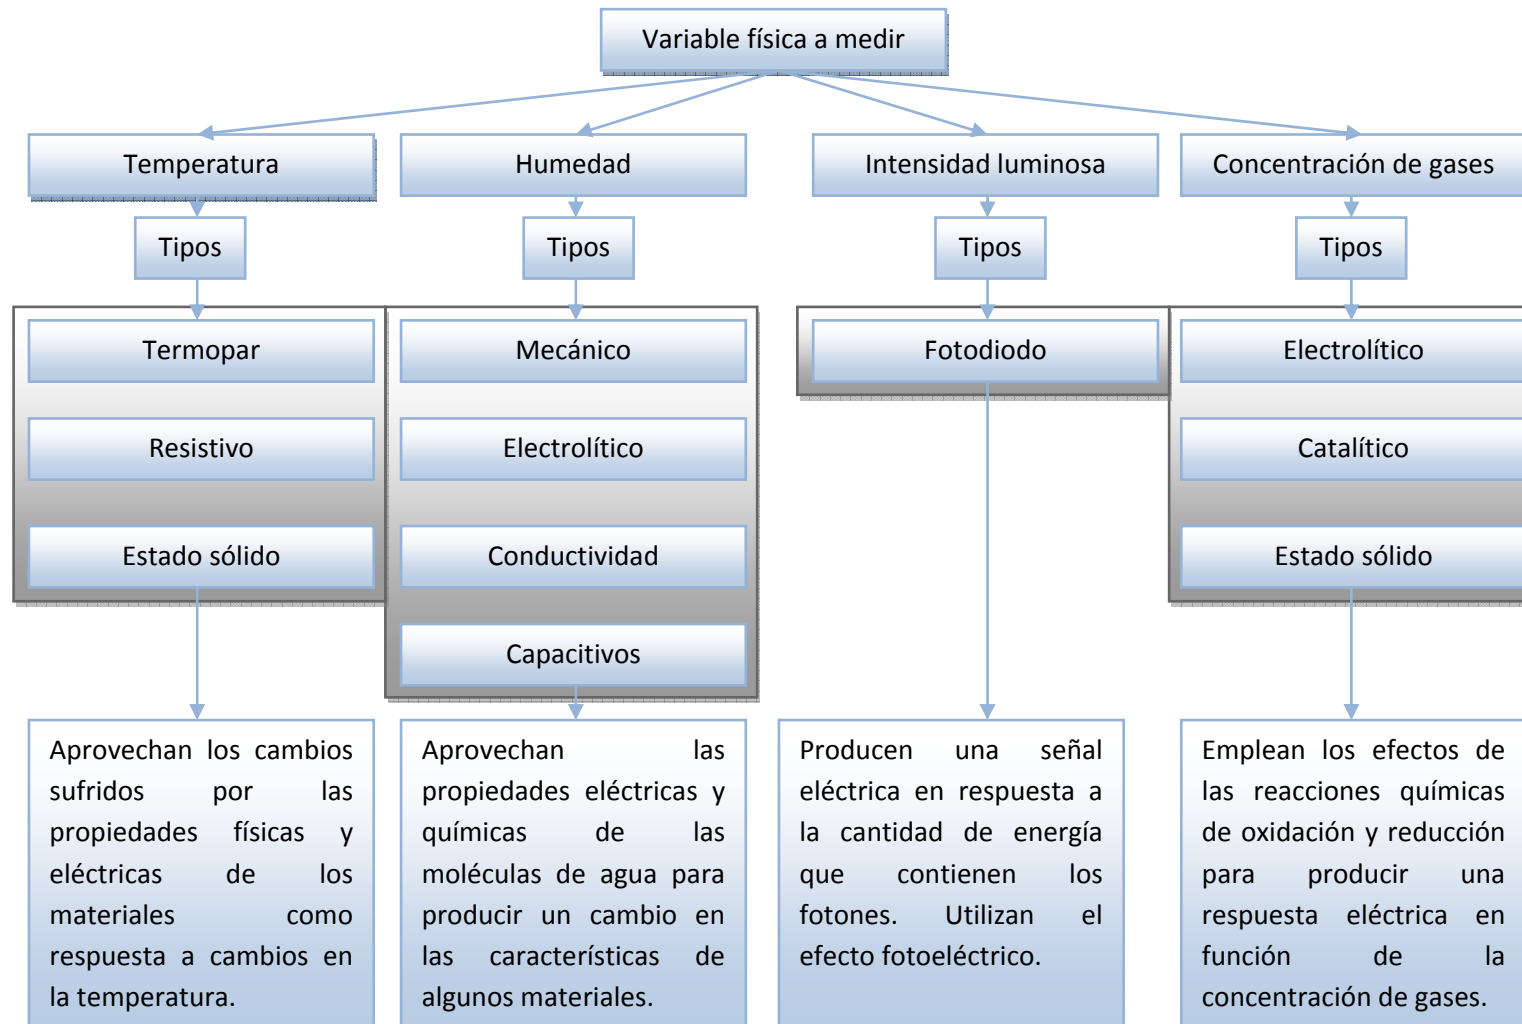 Variable física a medir
Temperatura
Humedad
Intensidad luminosa
Concentración de gases
Tipos
Tipos
Tipos
Tipos
Termopar
Mecánico
Fotodiodo
Electrolítico
Resistivo
Electrolítico
Catalítico
Estado sólido
Conductividad
Estado sólido
Capacitivos
Aprovechan los cambios
sufridos por las
propiedades físicas y
eléctricas de los
materiales como
respuesta a cambios en
la temperatura.
Aprovechan las
propiedades eléctricas y
químicas de las
moléculas de agua para
producir un cambio en
las características de
algunos materiales.
Producen una señal
eléctrica en respuesta a
la cantidad de energía
que contienen los
fotones. Utilizan el
efecto fotoeléctrico.
Emplean los efectos de
las reacciones químicas
de oxidación y reducción
para producir una
respuesta eléctrica en
función de la
concentración de gases.